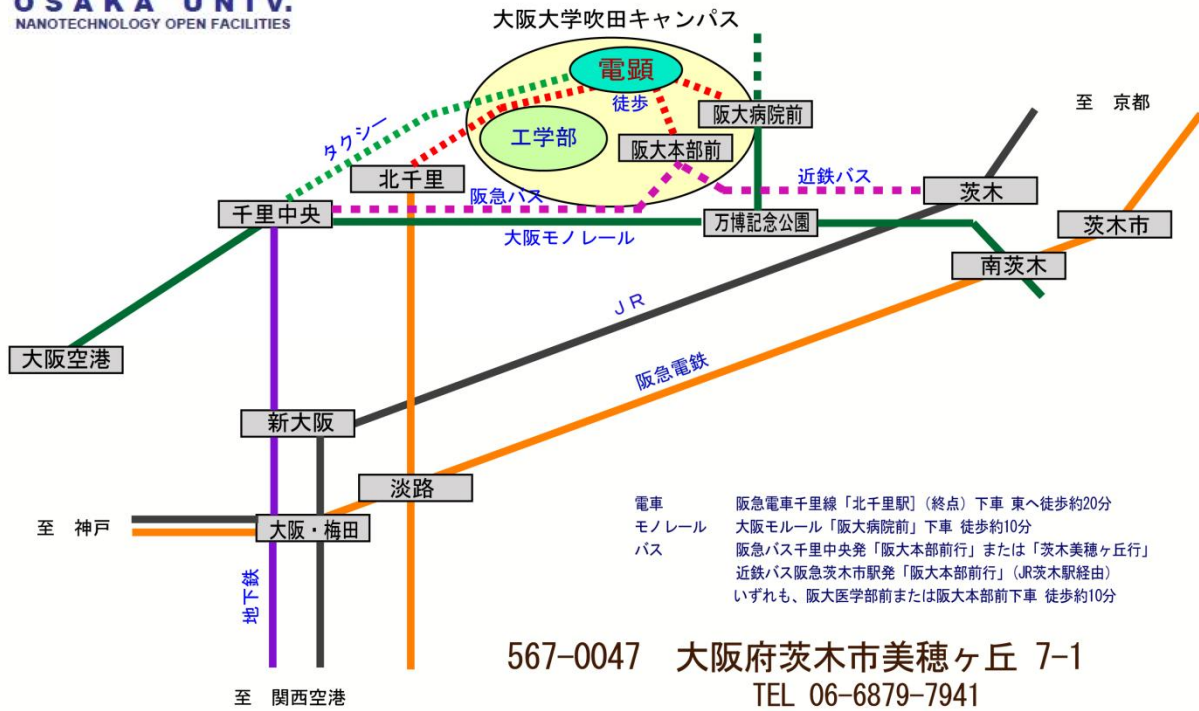 OSAKA UNIV.
NANOTECHNOLOGY OPEN FACILITIES
大阪大学吹田キャンパス
電顕
徒歩
工学部
阪大病院前
阪大本部前
タクシー
北千里
千里中央
阪急バス
近鉄バス
大阪モノレール
万博記念公園
至 京都
茨木
茨木市
南茨木
大阪空港
JR
阪急電鉄
新大阪
淡路
至 神戸
大阪・梅田
地下鉄
至 関西空港
電車 阪急電車千里線「北千里駅］（終点）下車 東へ徒歩約20分
モノレール 大阪モルール「阪大病院前」下車 徒歩約10分
バス 阪急バス千里中央発「阪大本部前行」または「茨木美穂ヶ丘行」
近鉄バス阪急茨木市駅発「阪大本部前行」（JR茨木駅経由）
いずれも、阪大医学部前または阪大本部前下車 徒歩約10分
567-0047 大阪府茨木市美穂ヶ丘 7-1
TEL 06-6879-7941